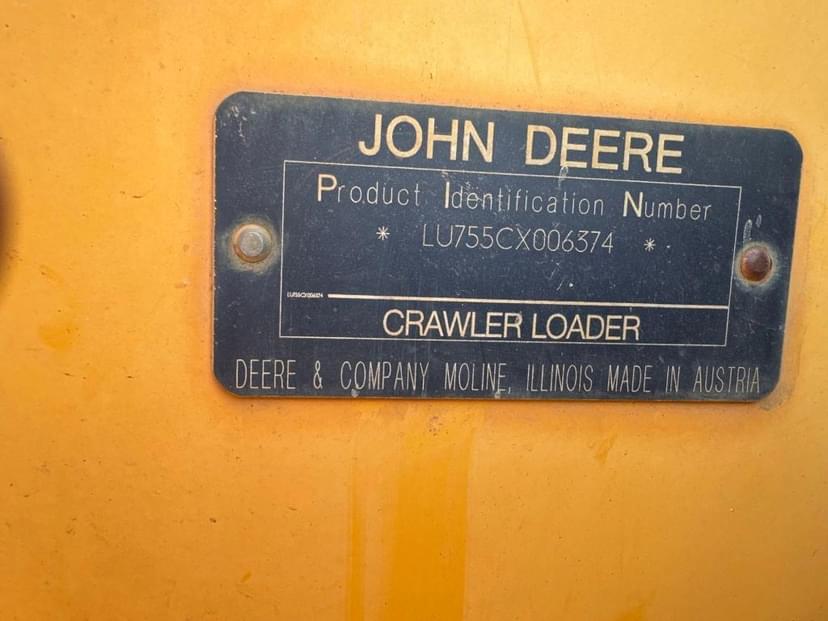 JOHN DEERE
Product Identification Number
* LU755CX006374 *
CRAWLER LOADER
DEERE & COMPANY MOLINE, ILLINOIS MADE IN AUSTRIA